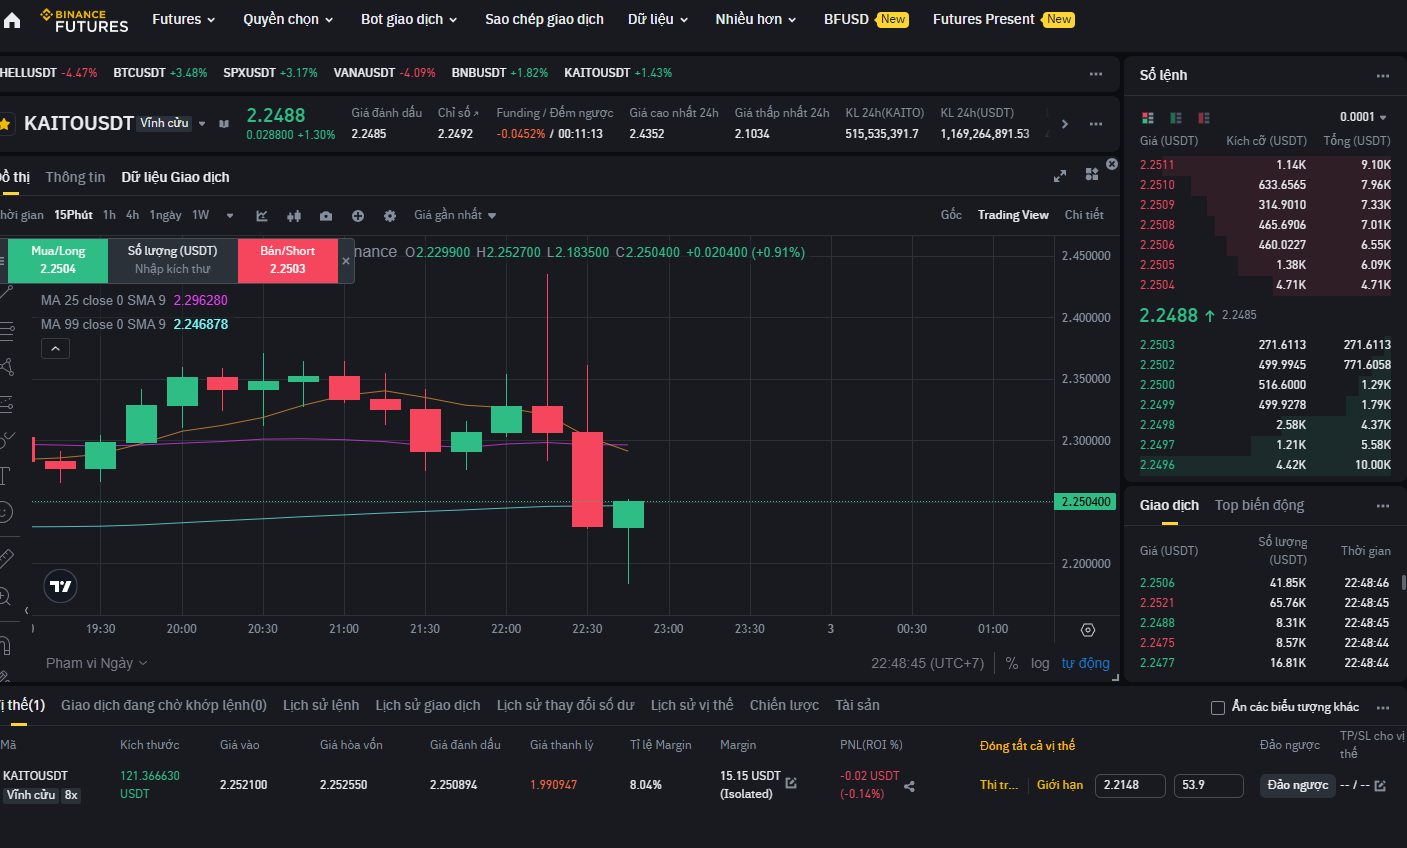 BINANCE FUTURES Futures Quyền chọn Bot giao dịch Sao chép giao dịch Dữ liệu Nhiều hơn BFUSD New Futures Present New
HELLUSDT -4.47% BTCUSDT +3.48% SPXUSDT +3.17% VANAUSDT -4.09% BNBUSDT +1.82% KAITOUSDT +1.43%
KAITOUSDT Vĩnh cửu
2.2488
0.028800 +1.30%
Giá đánh dấu
2.2485
Chỉ số
2.2492
Funding / Đếm ngược
-0.0452% / 00:11:13
Giá cao nhất 24h
2.4352
Giá thấp nhất 24h
2.1034
KL 24h(KAITO)
515,535,391.7
KL 24h(USDT)
1,169,264,891.53
ồ thị Thông tin Dữ liệu Giao dịch
hời gian 15Phút 1h 4h 1ngày 1W Giá gần nhất Gốc Trading View Chi tiết
Mua/Long
2.2504
Số lượng (USDT)
Nhập kích thư
Bán/Short
2.2503
nance O2.229900 H2.252700 L2.183500 C2.250400 +0.020400 (+0.91%)
MA 25 close 0 SMA 9 2.296280
MA 99 close 0 SMA 9 2.246878
2.450000
2.400000
2.350000
2.300000
2.250400
2.200000
19:30 20:00 20:30 21:00 21:30 22:00 22:30 23:00 23:30 3 00:30 01:00
Phạm vi Ngày 22:48:45 (UTC+7) % log tự động
Sổ lệnh
0.0001
Giá (USDT) Kích cỡ (USDT) Tổng (USDT)
2.2511 1.14K 9.10K
2.2510 633.6565 7.96K
2.2509 314.9010 7.33K
2.2508 465.6906 7.01K
2.2506 460.0227 6.55K
2.2505 1.38K 6.09K
2.2504 4.71K 4.71K
2.2488 2.2485
2.2503 271.6113 271.6113
2.2502 499.9945 771.6058
2.2500 516.6000 1.29K
2.2499 499.9278 1.79K
2.2498 2.58K 4.37K
2.2497 1.21K 5.58K
2.2496 4.42K 10.00K
Giao dịch Top biến động
Giá (USDT) Số lượng (USDT) Thời gian
2.2506 41.85K 22:48:46
2.2521 65.76K 22:48:45
2.2488 8.31K 22:48:45
2.2475 8.57K 22:48:44
2.2477 16.81K 22:48:44
ị thế(1) Giao dịch đang chờ khớp lệnh(0) Lịch sử lệnh Lịch sử giao dịch Lịch sử thay đổi số dư Lịch sử vị thế Chiến lược Tài sản Ẩn các biểu tượng khác
Mã Kích thước Giá vào Giá hòa vốn Giá đánh dấu Giá thanh lý Tỉ lệ Margin Margin PNL(ROI %) Đóng tất cả vị thế Đảo ngược TP/SL cho vị thế
KAITOUSDT
Vĩnh cửu 8x
121.366630
USDT
2.252100 2.252550 2.250894 1.990947 8.04%
15.15 USDT
(Isolated)
-0.02 USDT
(-0.14%)
Thị tr... Giới hạn 2.2148 53.9 Đảo ngược -- / --